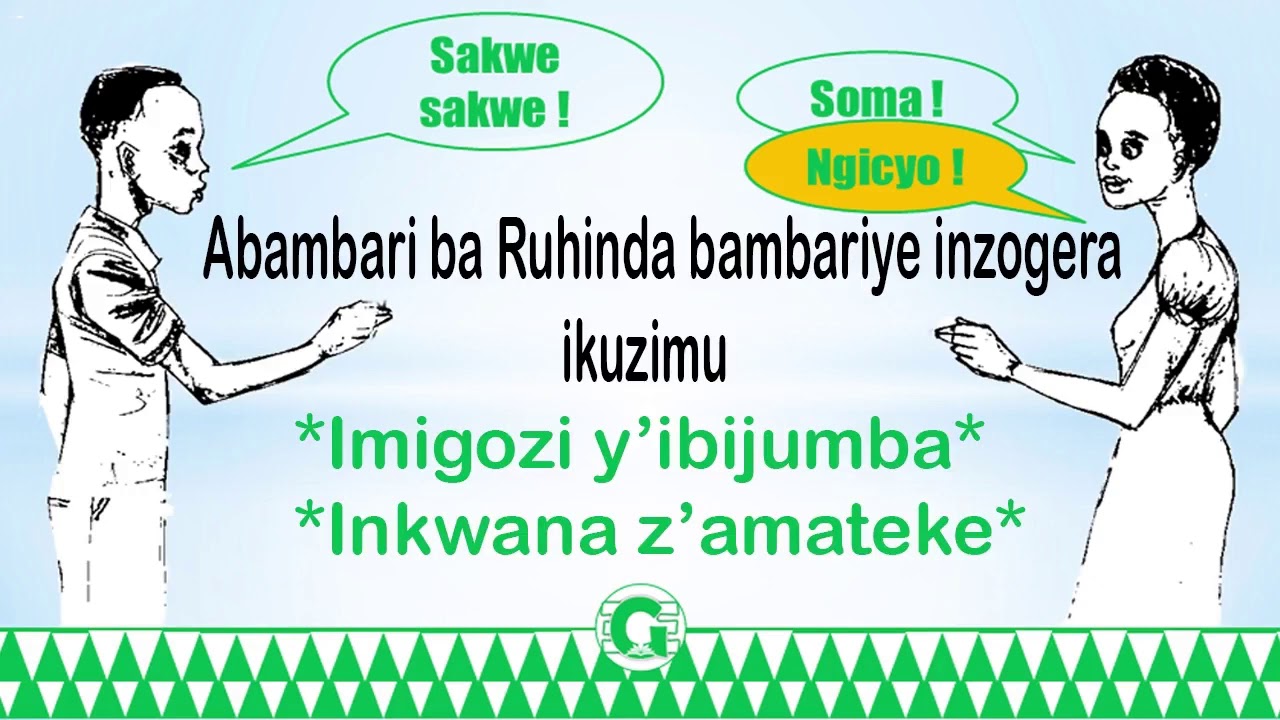 Sakwe
sakwe !
Soma !
Ngicyo !
Abambari ba Ruhinda bambariye inzogera
ikuzimu
*Imigozi y’ibijumba*
*Inkwana z’amateke*
G